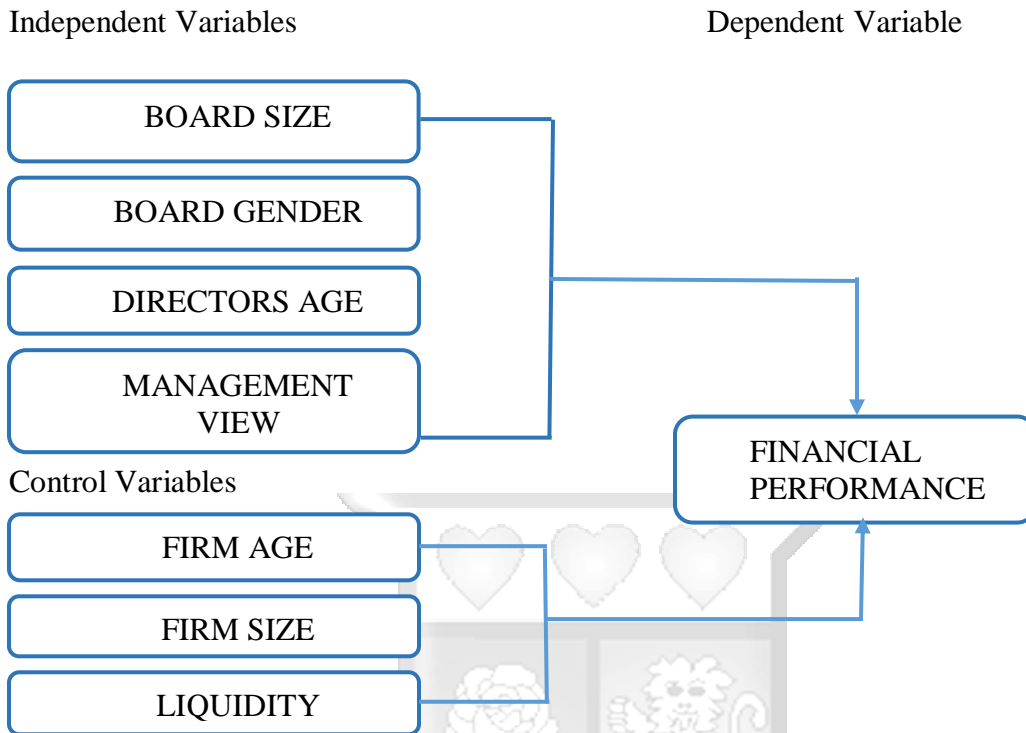 Independent Variables
Dependent Variable
BOARD SIZE
BOARD GENDER
DIRECTORS AGE
MANAGEMENT
VIEW
FINANCIAL
PERFORMANCE
Control Variables
FIRM AGE
FIRM SIZE
LIQUIDITY